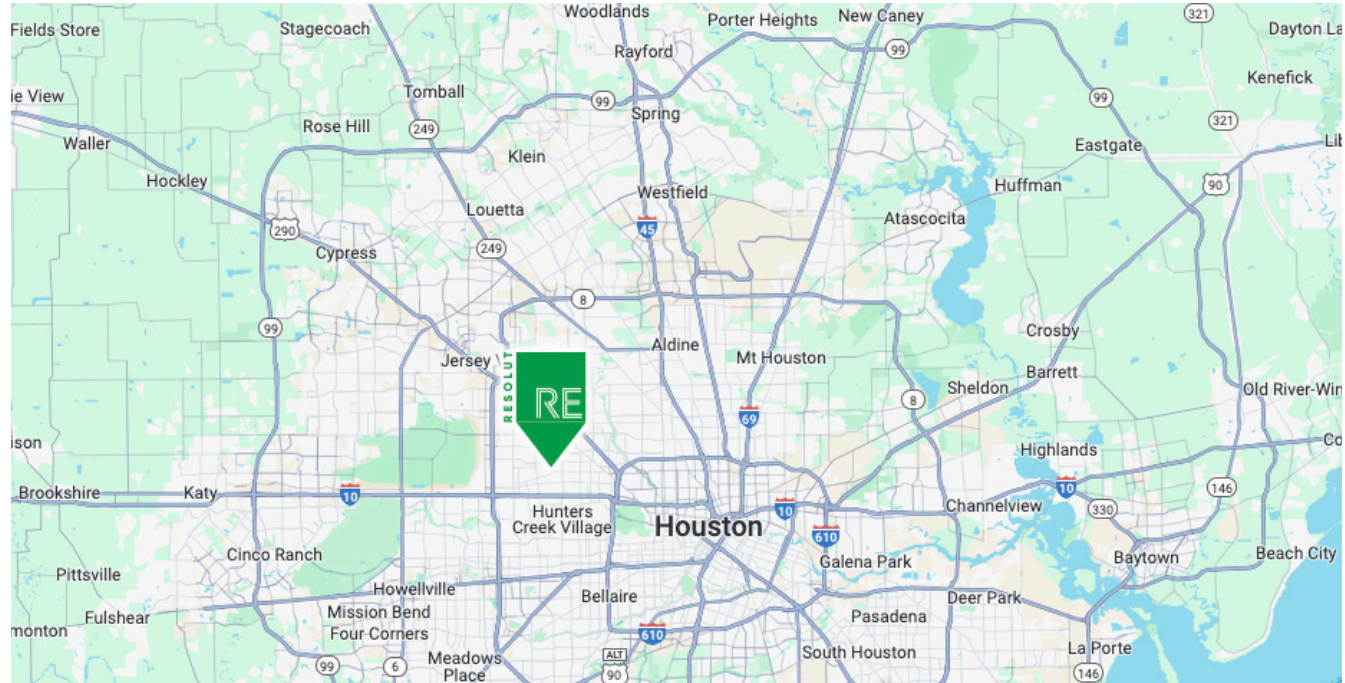 Woodlands
Porter Heights
New Caney
321
Fields Store
Stagecoach
Dayton La
Rayford
99
Kenefick
Tomball
99
99
ie View
Spring
321
Rose Hill
249
Waller
Klein
Eastgate
Lib
Hockley
Westfield
Huffman
90
Louetta
Atascocita
290
45
Cypress
249
8
99
Crosby
Aldine
Jersey V
Mt Houston
Barrett
RESOLUT
RE
Sheldon
Old River-Win
8
69
ison
Highlands
Co
Brookshire
Katy
10
10
146
Hunters
Creek Village
Houston
10
Channelview
330
610
Cinco Ranch
Galena Park
Baytown
Beach City
Pittsville
Howellville
Bellaire
Deer Park
Fulshear
Mission Bend
Pasadena
monton
Four Corners
610
La Porte
99
6
Meadows
Place
ALT
90
South Houston
146